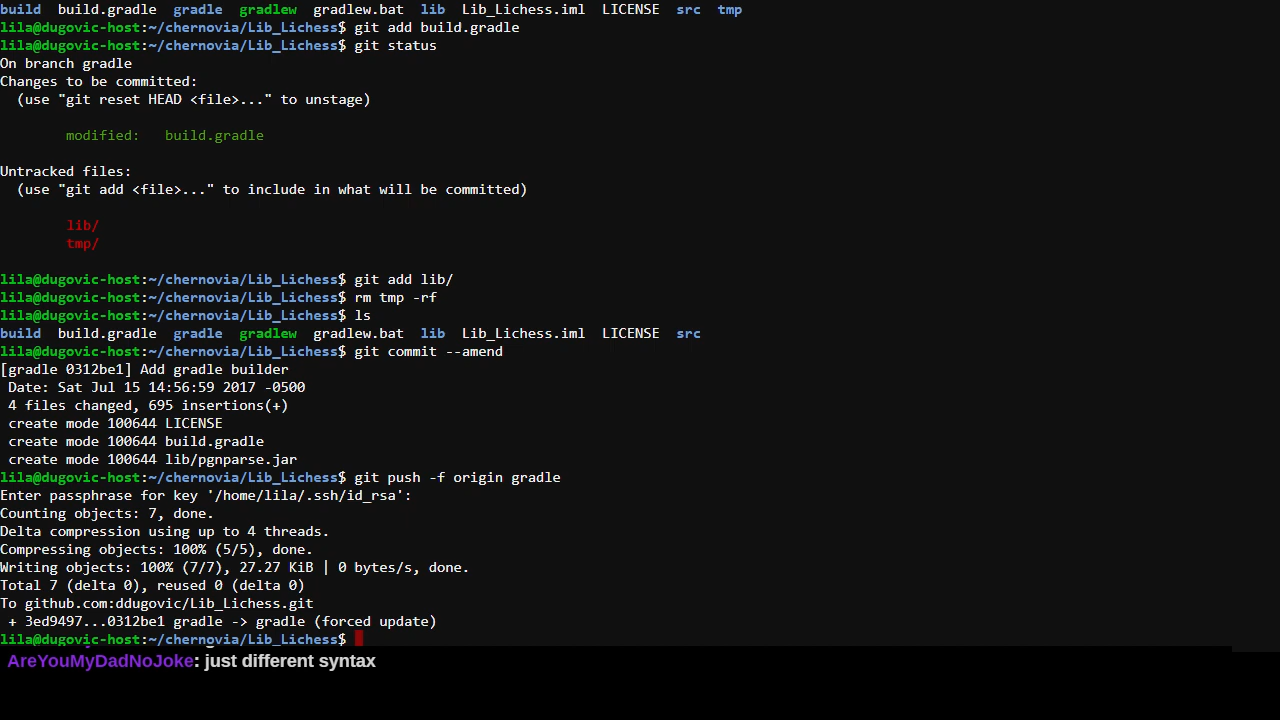 build  build.gradle  gradle  gradlew  gradlew.bat  lib  Lib_Lichess.iml  LICENSE  src  tmp
lila@dugovic-host:~/chernovia/Lib_Lichess$ git add build.gradle
lila@dugovic-host:~/chernovia/Lib_Lichess$ git status
On branch gradle
Changes to be committed:
  (use "git reset HEAD <file>..." to unstage)
        modified:   build.gradle
Untracked files:
  (use "git add <file>..." to include in what will be committed)
        lib/
        tmp/
lila@dugovic-host:~/chernovia/Lib_Lichess$ git add lib/
lila@dugovic-host:~/chernovia/Lib_Lichess$ rm tmp -rf
lila@dugovic-host:~/chernovia/Lib_Lichess$ ls
build  build.gradle  gradle  gradlew  gradlew.bat  lib  Lib_Lichess.iml  LICENSE  src
lila@dugovic-host:~/chernovia/Lib_Lichess$ git commit --amend
[gradle 0312be1] Add gradle builder
 Date: Sat Jul 15 14:56:59 2017 -0500
 4 files changed, 695 insertions(+)
 create mode 100644 LICENSE
 create mode 100644 build.gradle
 create mode 100644 lib/pgnparse.jar
lila@dugovic-host:~/chernovia/Lib_Lichess$ git push -f origin gradle
Enter passphrase for key '/home/lila/.ssh/id_rsa':
Counting objects: 7, done.
Delta compression using up to 4 threads.
Compressing objects: 100% (5/5), done.
Writing objects: 100% (7/7), 27.27 KiB | 0 bytes/s, done.
Total 7 (delta 0), reused 0 (delta 0)
To github.com:ddugovic/Lib_Lichess.git
 + 3ed9497...0312be1 gradle -> gradle (forced update)
lila@dugovic-host:~/chernovia/Lib_Lichess$
AreYouMyDadNoJoke: just different syntax